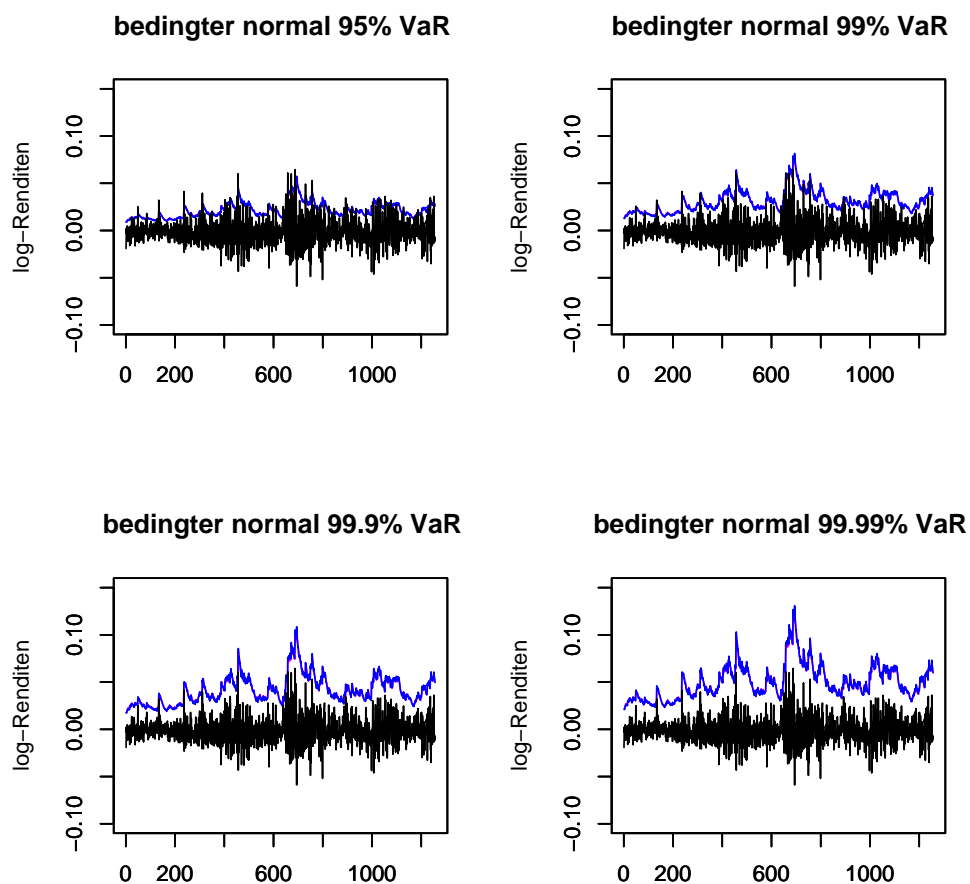 bedingter normal 95% VaR
log−Renditen
0.10
0.00
−0.10
0 200 600 1000
bedingter normal 99% VaR
log−Renditen
0.10
0.00
−0.10
0 200 600 1000
bedingter normal 99.9% VaR
log−Renditen
0.10
0.00
−0.10
0 200 600 1000
bedingter normal 99.99% VaR
log−Renditen
0.10
0.00
−0.10
0 200 600 1000